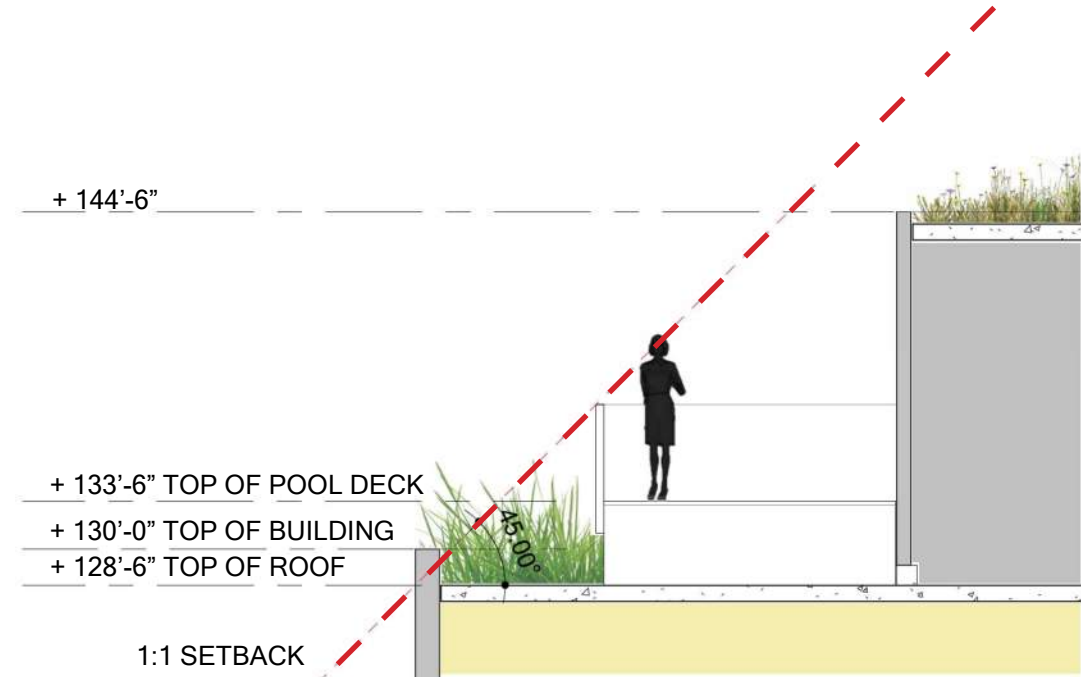 + 144’-6”
+ 133’-6” TOP OF POOL DECK
45.00°
+ 130’-0” TOP OF BUILDING
+ 128’-6” TOP OF ROOF
1:1 SETBACK